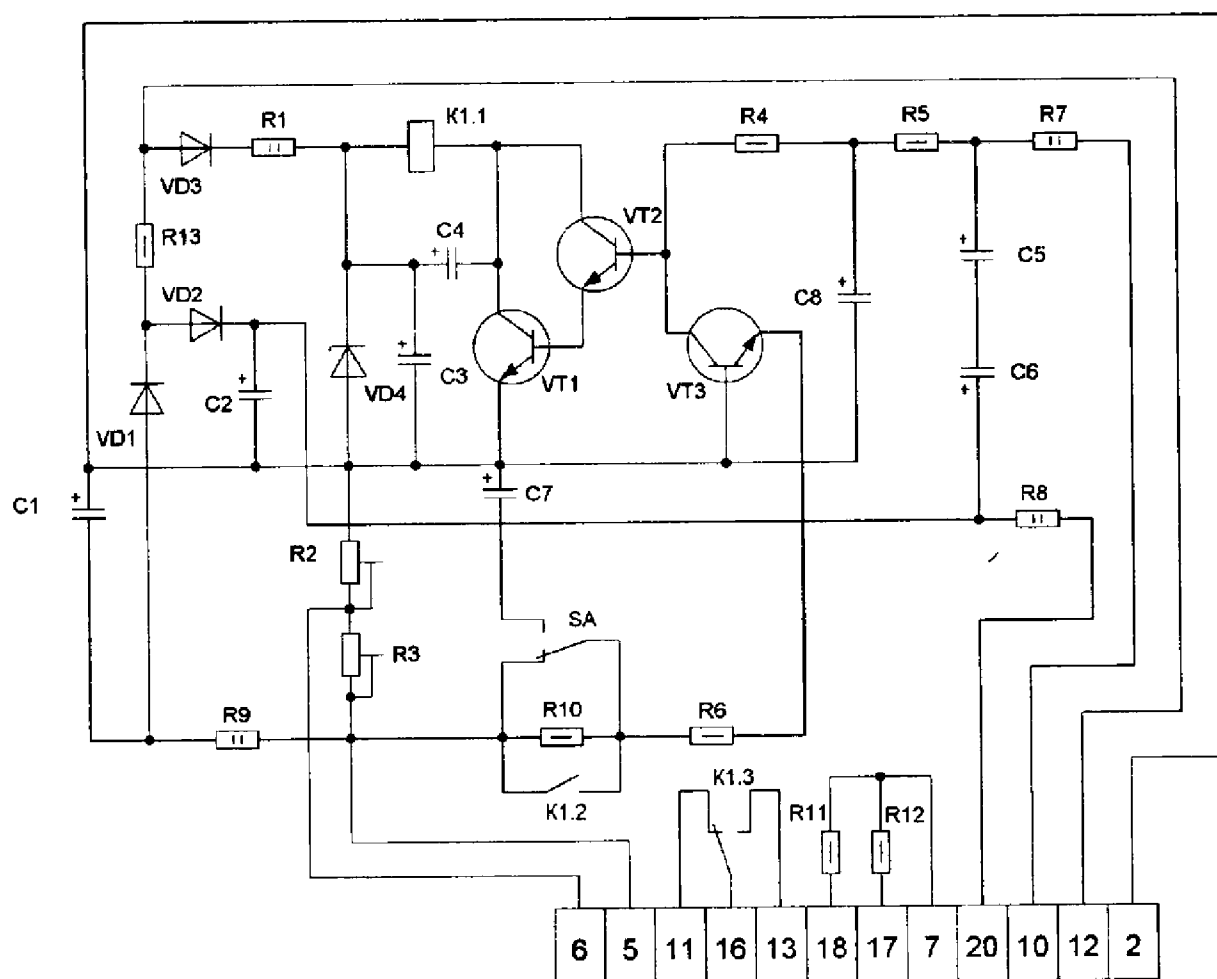 R1 K1.1 R4 R5 R7
VD3
VT2
R13 C4
C5
VD2
C8
C3
VT1 VT3 C6
C2 VD4
VD1
C7
C1 + R8
R2
SA
R3
R9 R10 R6
K1.3
K1.2 R11 R12
6 5 11 16 13 18 17 7 20 10 12 2
+
+
+
+
+
+
+